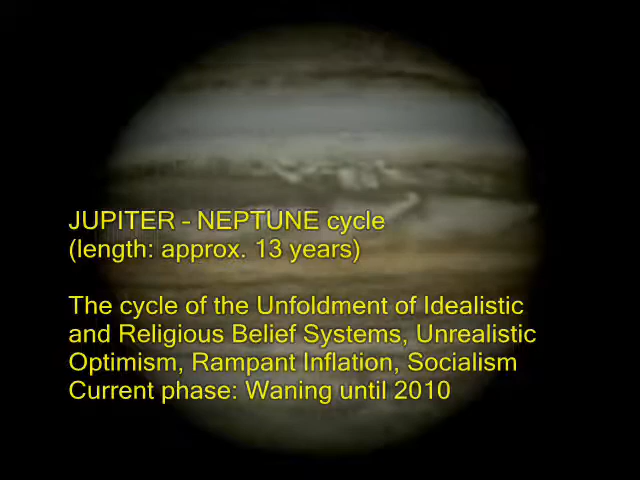 JUPITER - NEPTUNE cycle
(length: approx. 13 years)
The cycle of the Unfoldment of Idealistic
and Religious Belief Systems, Unrealistic
Optimism, Rampant Inflation, Socialism
Current phase: Waning until 2010